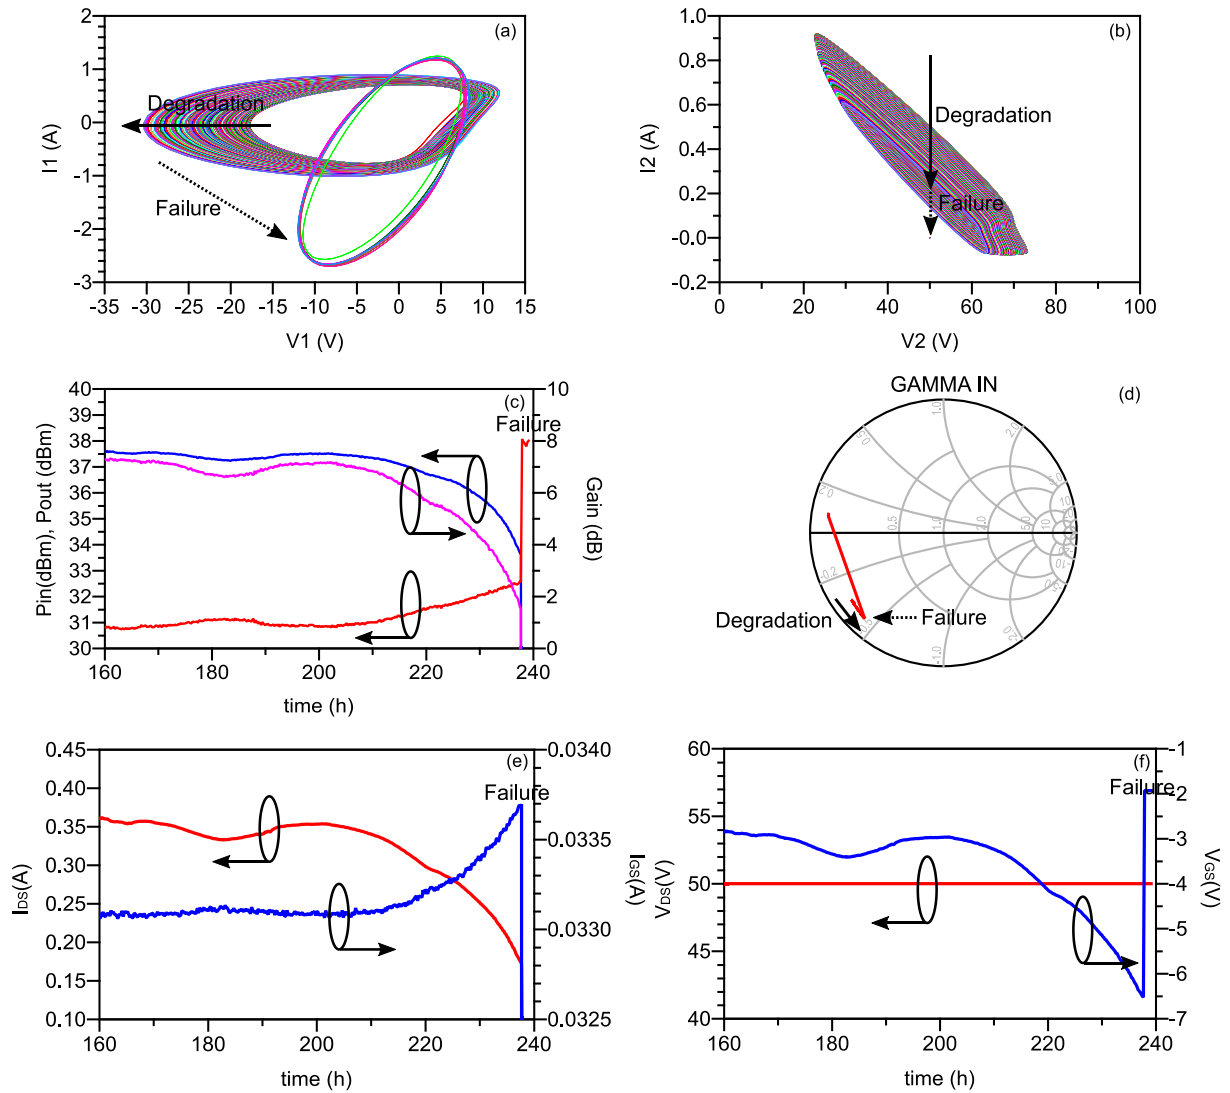 (a)
2
1
0
-1
-2
-3
I1 (A)
Degradation
Failure
-35 -30 -25 -20 -15 -10 -5 0 5 10 15
V1 (V)
(b)
1.0
0.8
0.6
0.4
0.2
-0.0
-0.2
I2 (A)
Degradation
Failure
0 20 40 60 80 100
V2 (V)
(c)
40
39
38
37
36
35
34
33
32
31
30
Pin(dBm), Pout (dBm)
Failure
10
8
6
4
2
0
Gain (dB)
160 180 200 220 240
time (h)
GAMMA IN
(d)
Degradation
Failure
(e)
0.45
0.40
0.35
0.30
0.25
0.20
0.15
0.10
IDS(A)
Failure
0.0340
0.0335
0.0330
0.0325
IGS(A)
160 180 200 220 240
time (h)
(f)
60
55
50
45
40
VDS(V)
Failure
-1
-2
-3
-4
-5
-6
-7
VGS(V)
160 180 200 220 240
time (h)